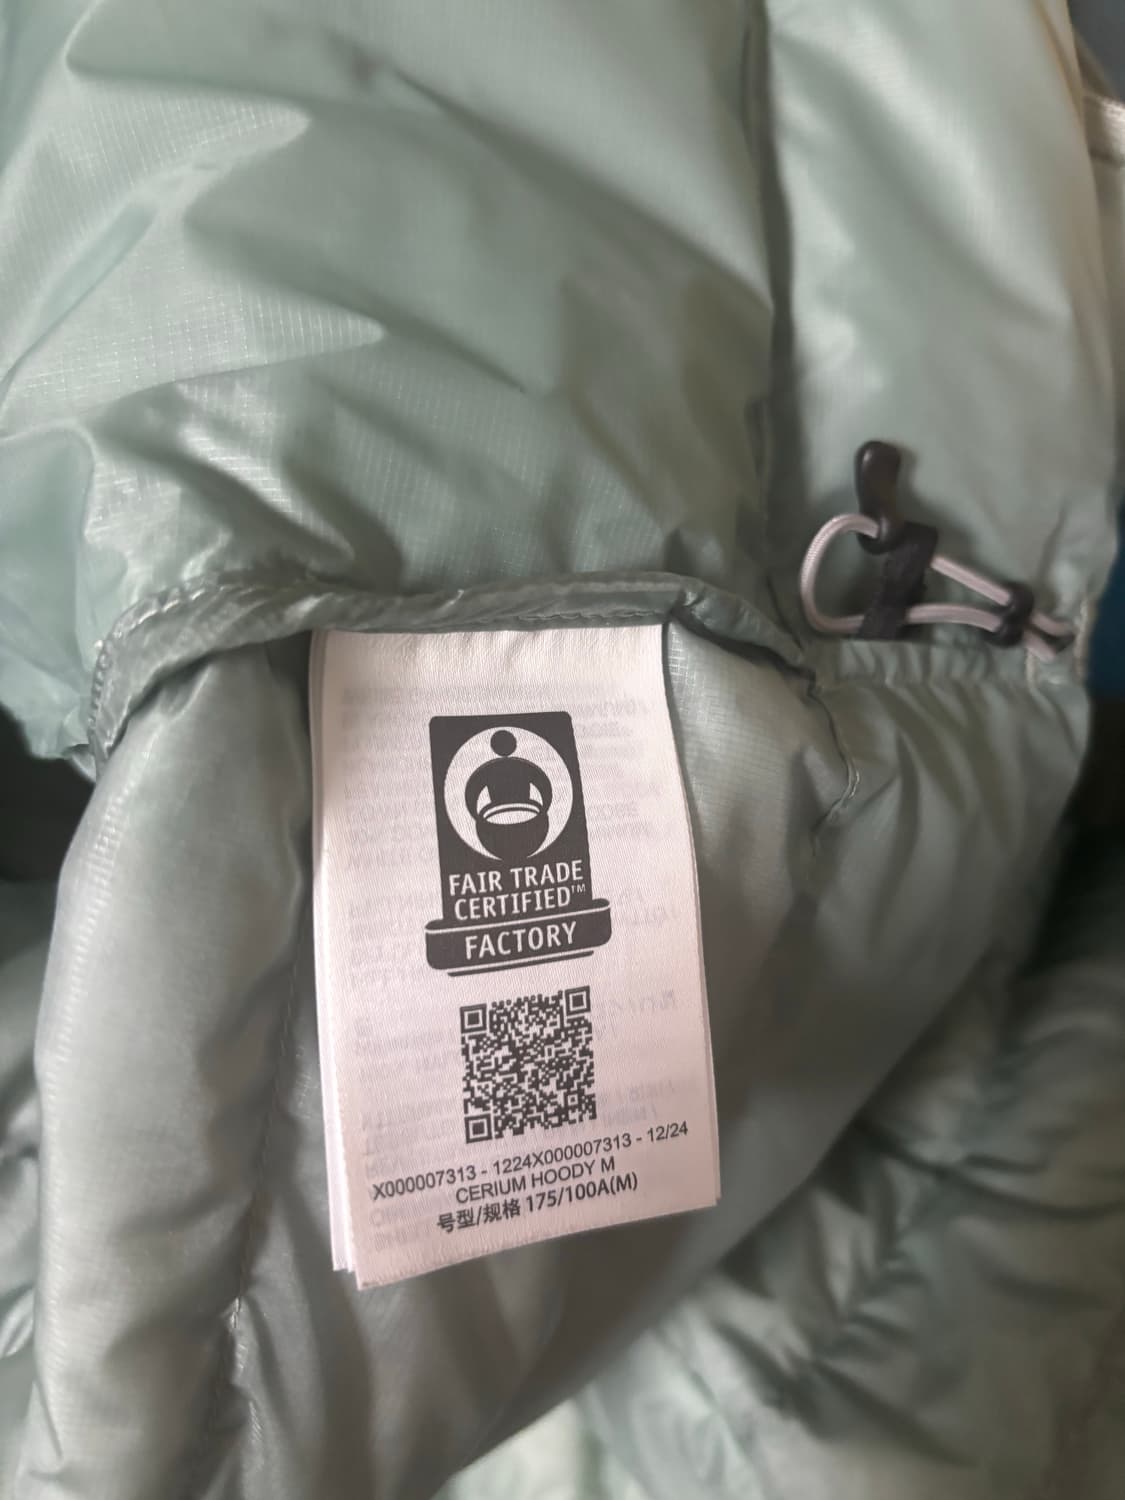 FAIR TRADE
CERTIFIED™
FACTORY
X000007313 - 1224X000007313 - 12/24
CERIUM HOODY M
号型/规格 175/100A(M)